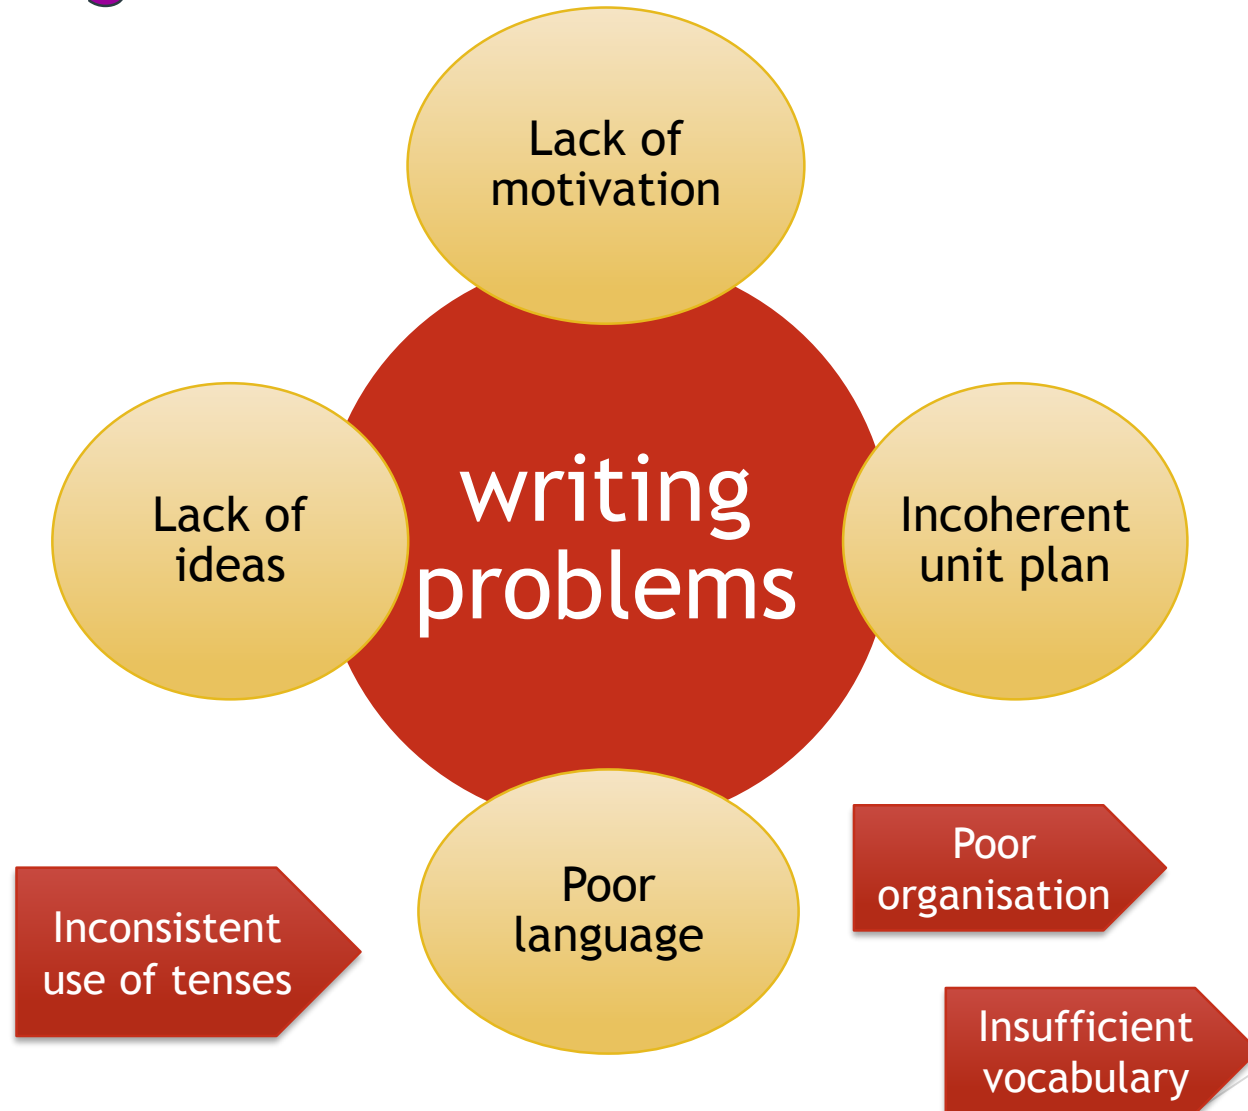 Lack of
motivation
Lack of
ideas
writing
problems
Incoherent
unit plan
Poor
language
Inconsistent
use of tenses
Poor
organisation
Insufficient
vocabulary